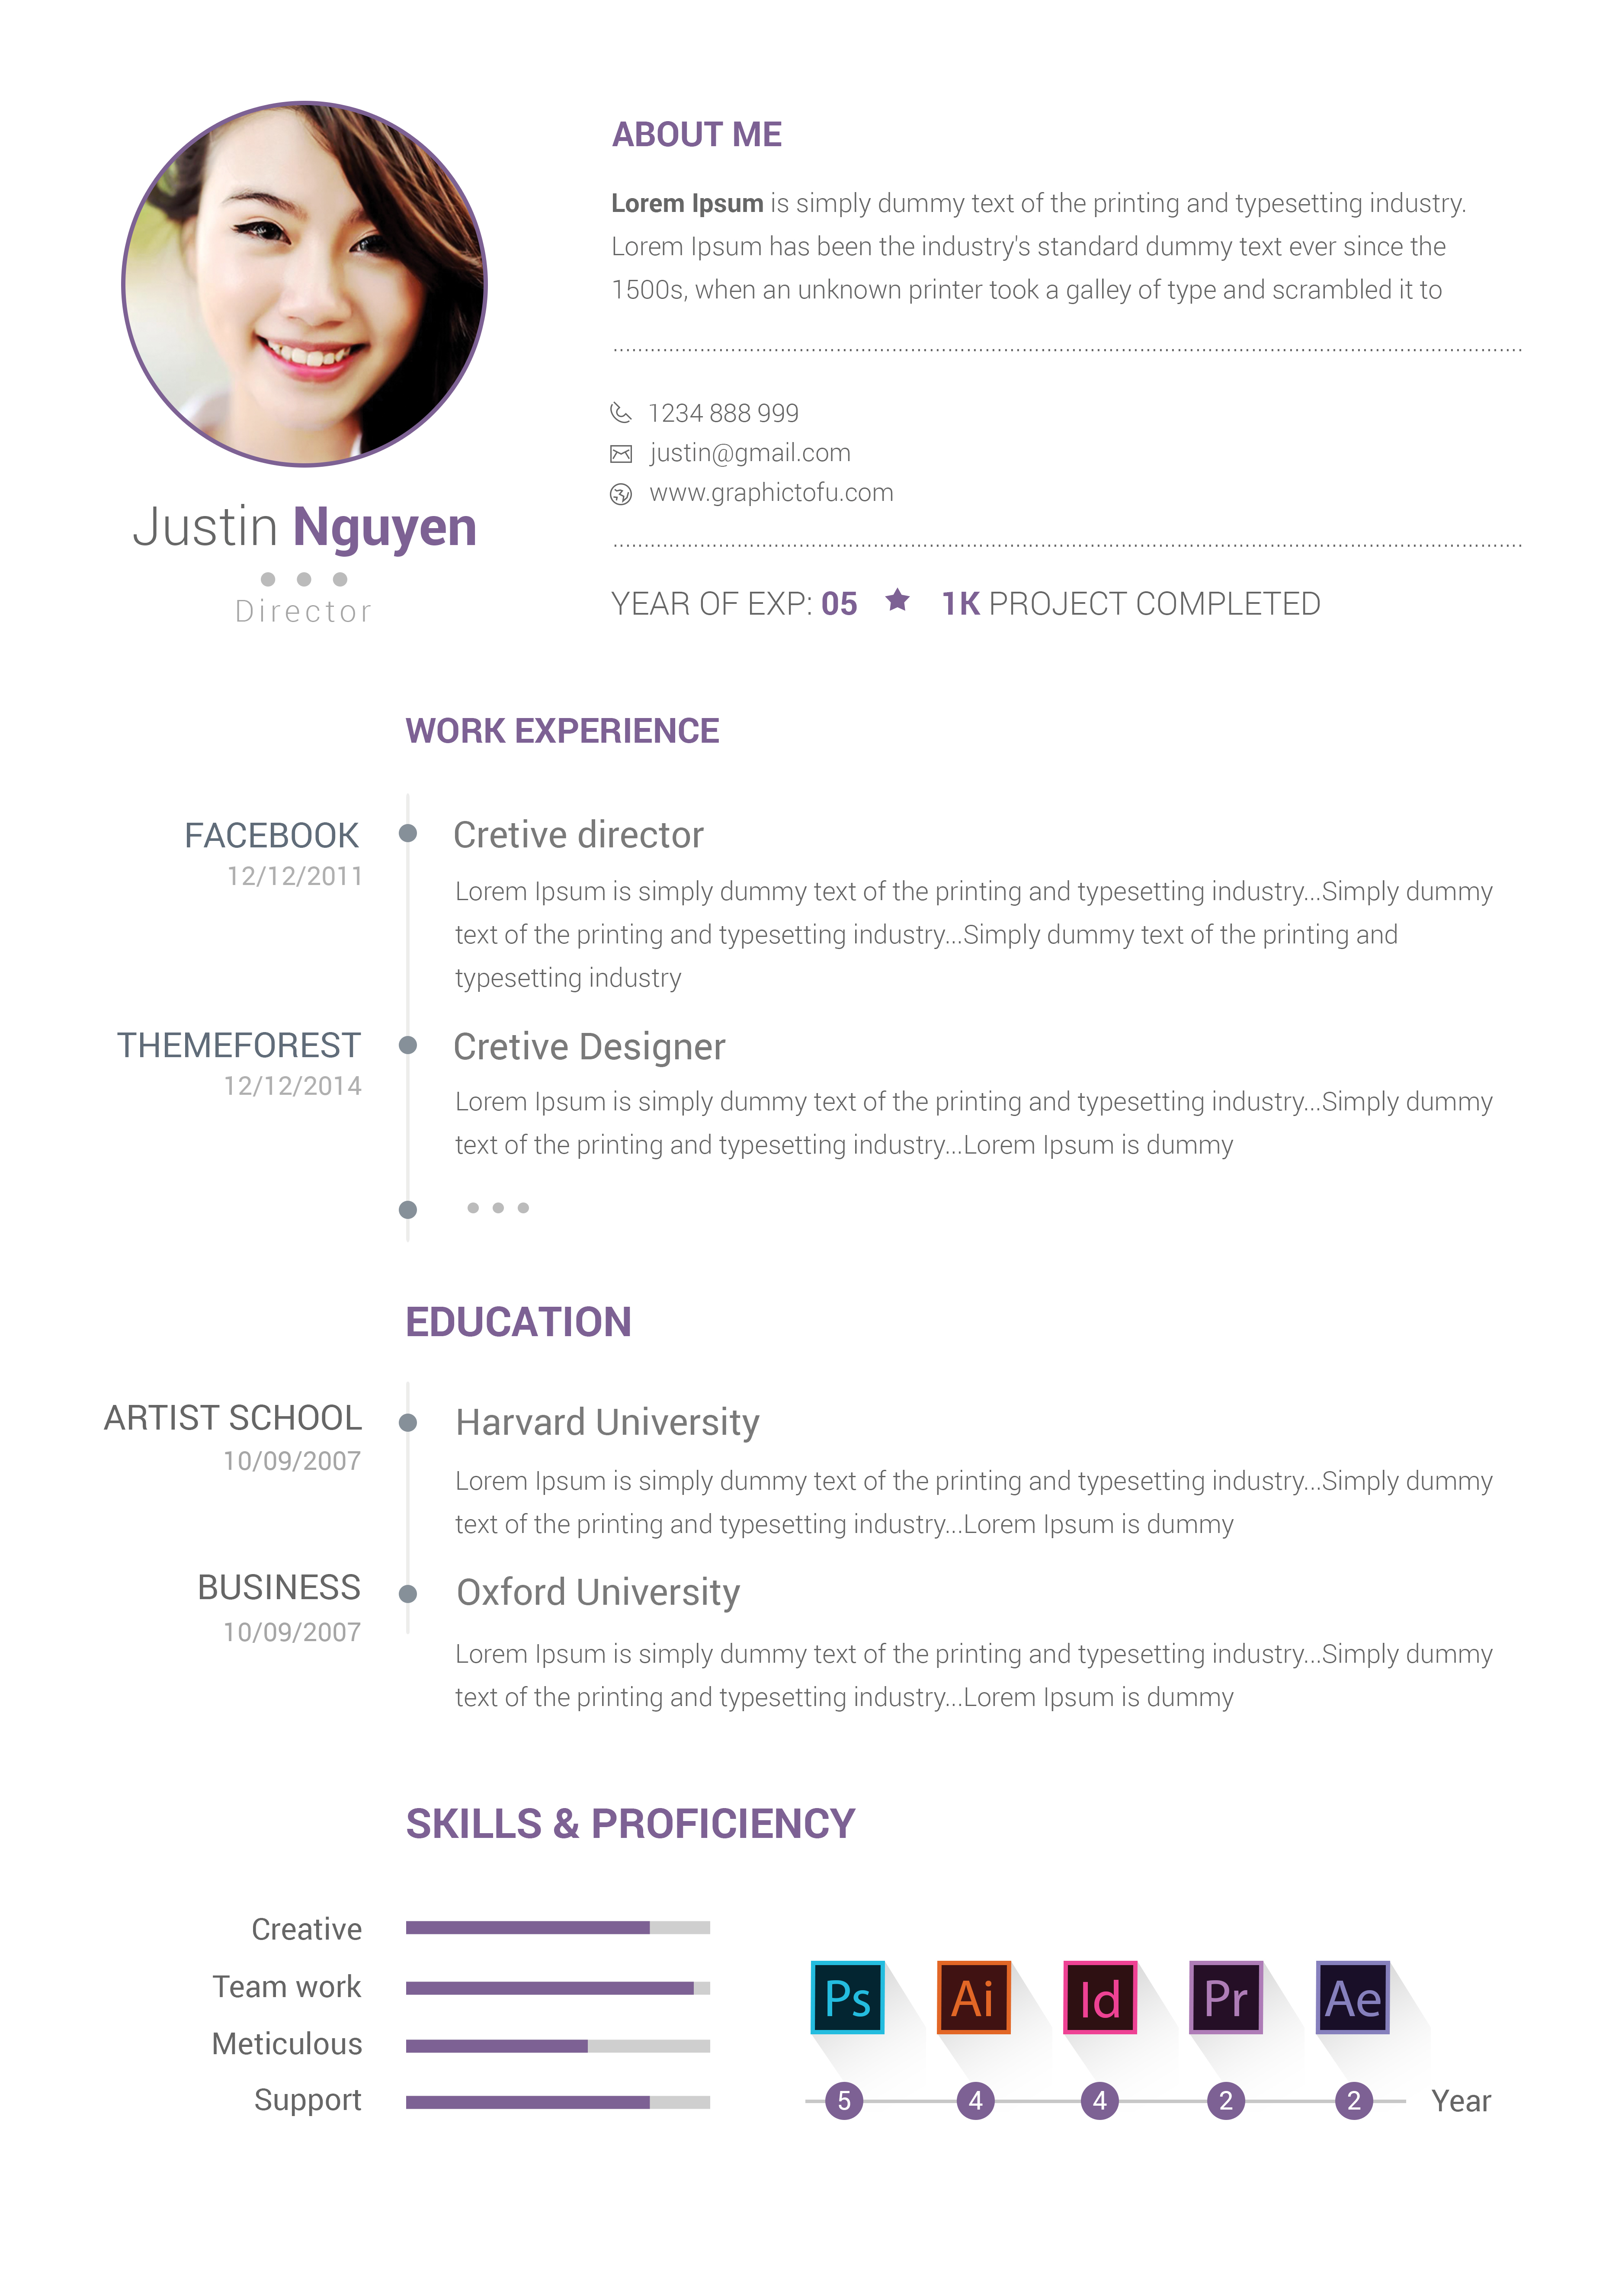 ABOUT ME
Lorem Ipsum is simply dummy text of the printing and typesetting industry.
Lorem Ipsum has been the industry's standard dummy text ever since the
1500s, when an unknown printer took a galley of type and scrambled it to
1234 888 999
justin@gmail.com
www.graphictofu.com
Justin Nguyen
Director
YEAR OF EXP: 05 1K PROJECT COMPLETED
WORK EXPERIENCE
FACEBOOK
12/12/2011
Cretive director
Lorem Ipsum is simply dummy text of the printing and typesetting industry...Simply dummy
text of the printing and typesetting industry...Simply dummy text of the printing and
typesetting industry
THEMEFOREST
12/12/2014
Cretive Designer
Lorem Ipsum is simply dummy text of the printing and typesetting industry...Simply dummy
text of the printing and typesetting industry...Lorem Ipsum is dummy
EDUCATION
ARTIST SCHOOL
10/09/2007
Harvard University
Lorem Ipsum is simply dummy text of the printing and typesetting industry...Simply dummy
text of the printing and typesetting industry...Lorem Ipsum is dummy
BUSINESS
10/09/2007
Oxford University
Lorem Ipsum is simply dummy text of the printing and typesetting industry...Simply dummy
text of the printing and typesetting industry...Lorem Ipsum is dummy
SKILLS & PROFICIENCY
Creative
Team work
Meticulous
Support
Ps Ai Id Pr Ae
5 4 4 2 2 Year